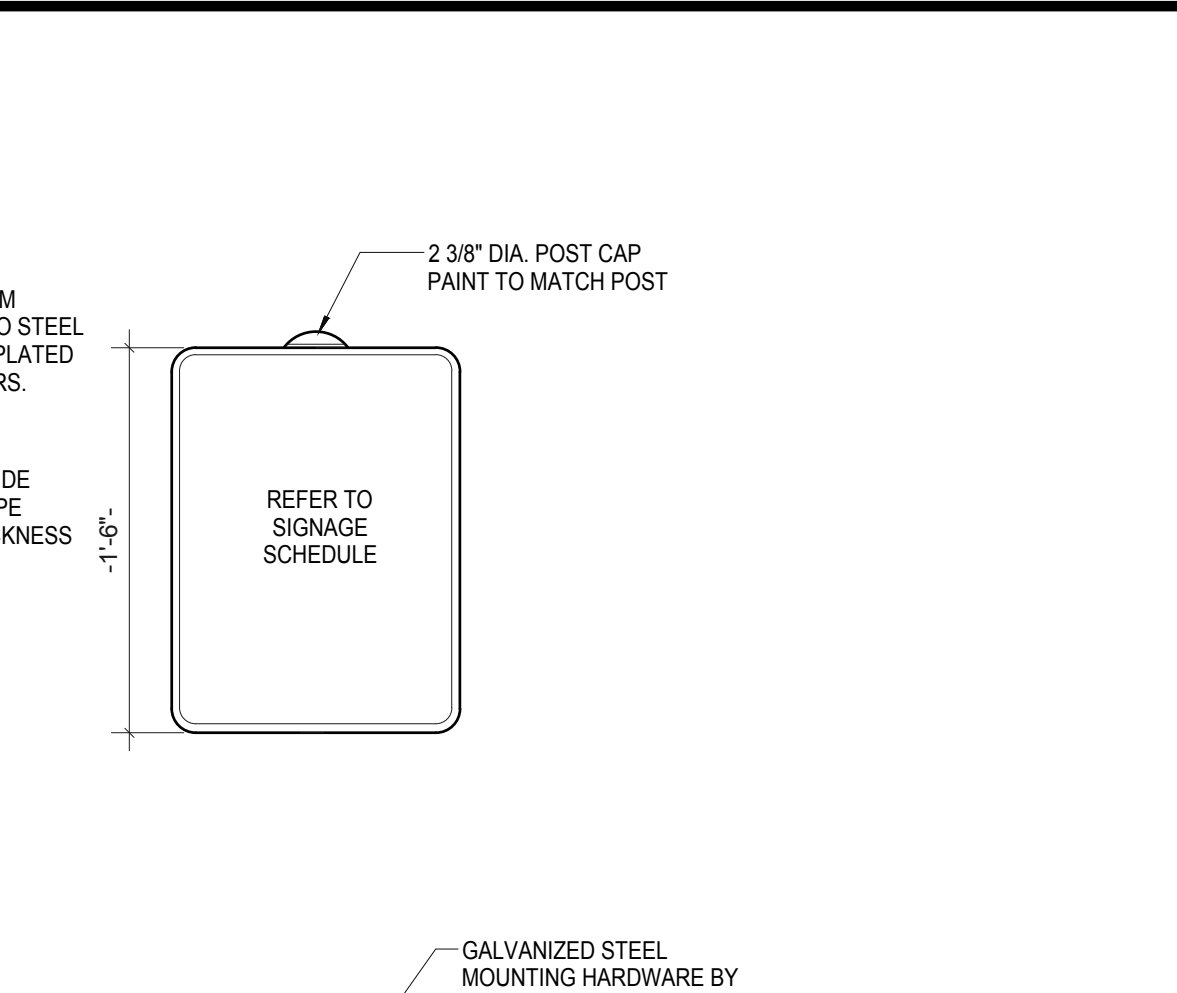 2 3/8" DIA. POST CAP
PAINT TO MATCH POST
M
O STEEL
PLATED
RS.
DE
PE
CKNESS
-1'-6"-
REFER TO
SIGNAGE
SCHEDULE
GALVANIZED STEEL
MOUNTING HARDWARE BY